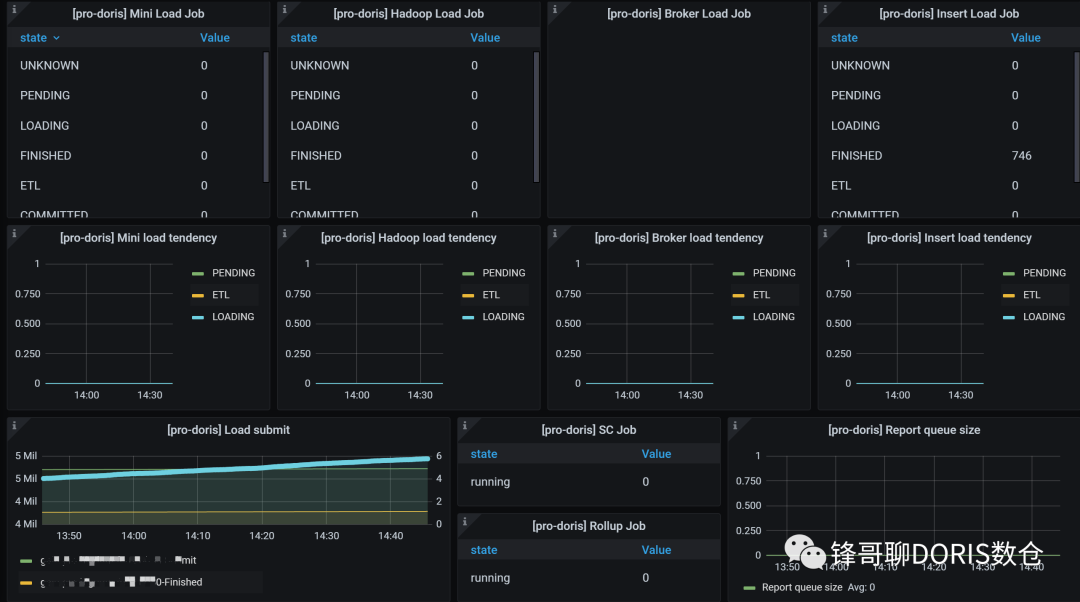 [pro-doris] Mini Load Job
state Value
UNKNOWN 0
PENDING 0
LOADING 0
FINISHED 0
ETL 0
COMMITTED 0
[pro-doris] Hadoop Load Job
state Value
UNKNOWN 0
PENDING 0
LOADING 0
FINISHED 0
ETL 0
COMMITTED 0
[pro-doris] Broker Load Job
[pro-doris] Insert Load Job
state Value
UNKNOWN 0
PENDING 0
LOADING 0
FINISHED 746
ETL 0
COMMITTED 0
[pro-doris] Mini load tendency
1
0.750
0.500
0.250
0
14:00 14:30
PENDING
ETL
LOADING
[pro-doris] Hadoop load tendency
1
0.750
0.500
0.250
0
14:00 14:30
PENDING
ETL
LOADING
[pro-doris] Broker load tendency
1
0.750
0.500
0.250
0
14:00 14:30
PENDING
ETL
LOADING
[pro-doris] Insert load tendency
1
0.750
0.500
0.250
0
14:00 14:30
PENDING
ETL
LOADING
[pro-doris] Load submit
5 Mil 6
5 Mil 4
4 Mil 2
4 Mil 0
13:50 14:00 14:10 14:20 14:30 14:40
mit
0-Finished
[pro-doris] SC Job
state Value
running 0
[pro-doris] Rollup Job
state Value
running 0
[pro-doris] Report queue size
1
0.750
0.500
0.250
0
13:50 14:00 14:10 14:20 14:30 14:40
Report queue size Avg: 0
锋哥聊DORIS数仓